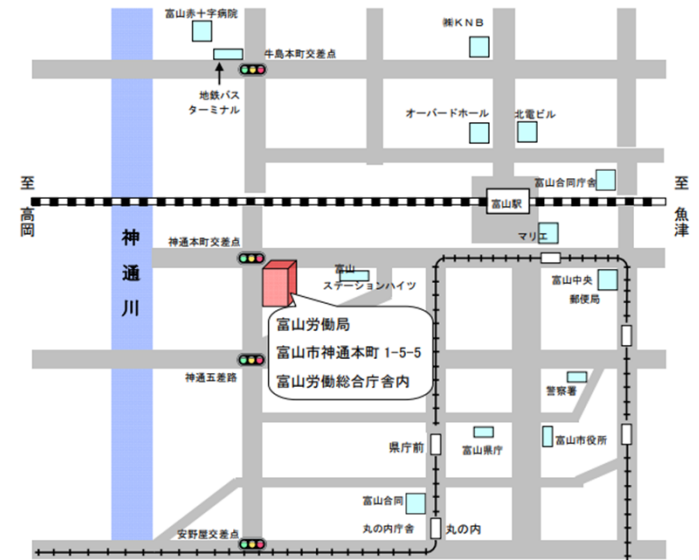 富山赤十字病院
㈱KNB
牛島本町交差点
地鉄バス
ターミナル
オーバードホール
北電ビル
至
高岡
富山合同庁舎
富山駅
至
魚津
神通川
神通本町交差点
マリエ
富山
ステーションハイツ
富山中央
郵便局
富山労働局
富山市神通本町 1-5-5
富山労働総合庁舎内
神通五差路
警察署
県庁前
富山県庁
富山市役所
富山合同
丸の内庁舎
丸の内
安野屋交差点